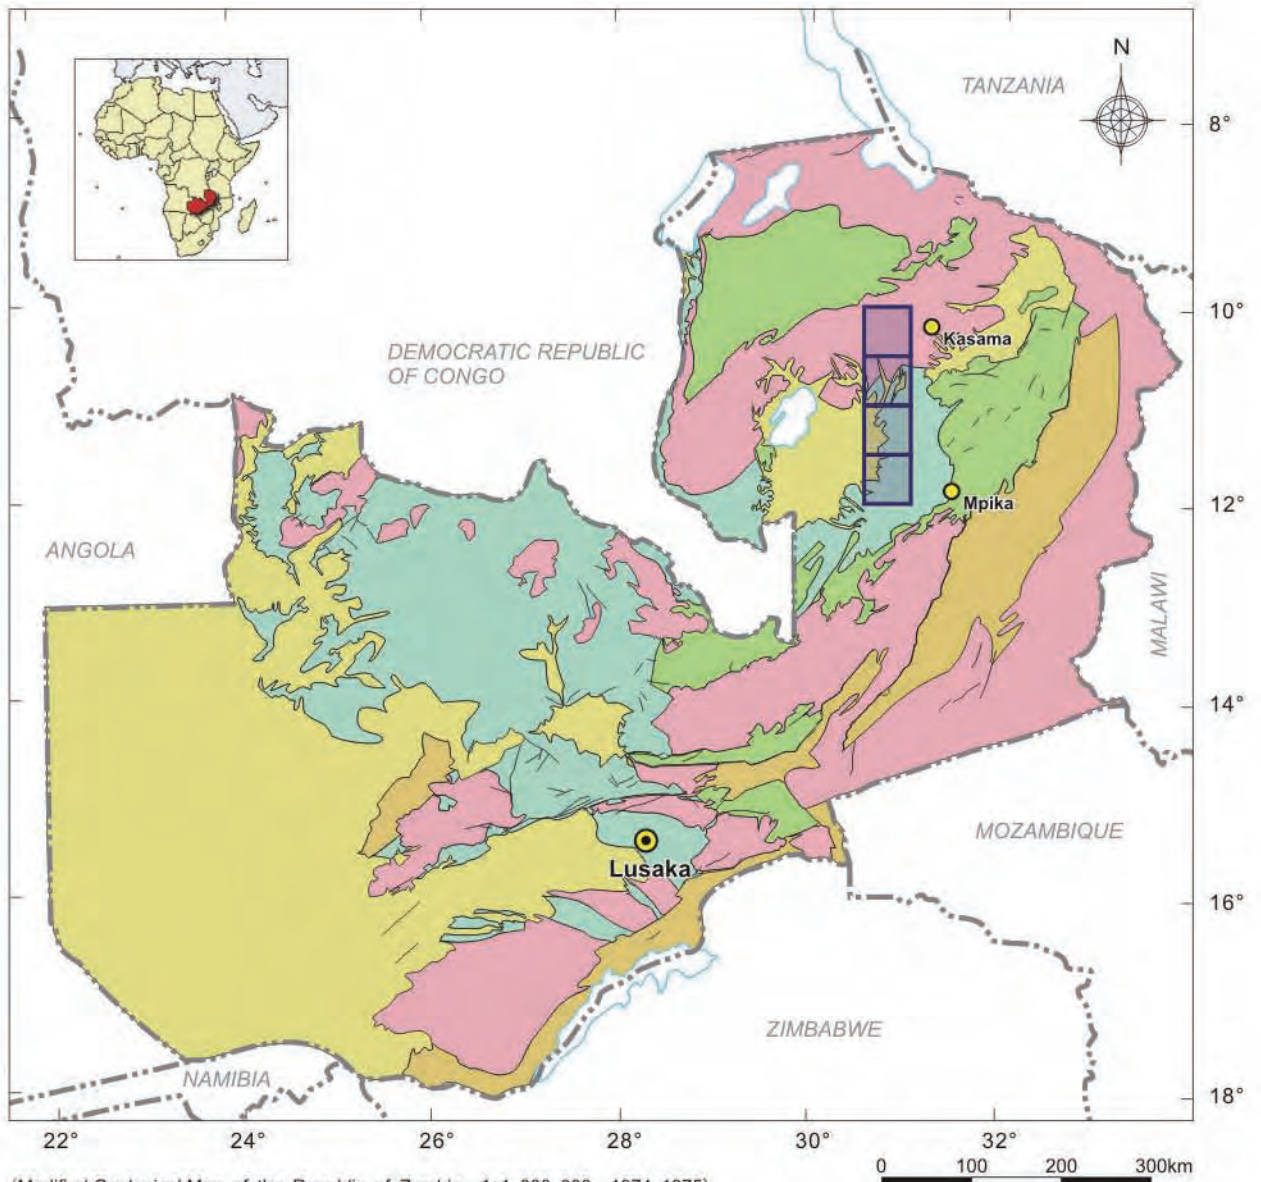 N
TANZANIA
8°
10°
Kasama
DEMOCRATIC REPUBLIC
OF CONGO
12°
Mpika
ANGOLA
MALAWI
14°
MOZAMBIQUE
Lusaka
16°
ZIMBABWE
NAMIBIA
18°
22° 24° 26° 28° 30° 32°
0 100 200 300km